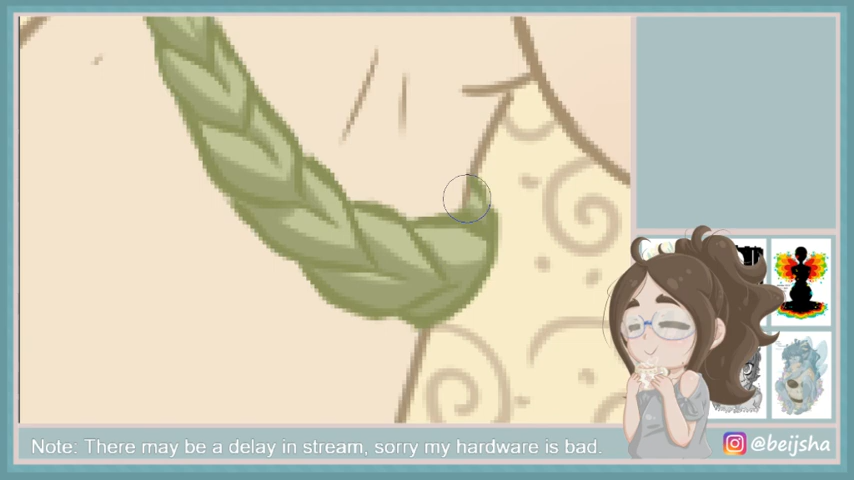 Note: There may be a delay in stream, sorry my hardware is bad.
@beijsha